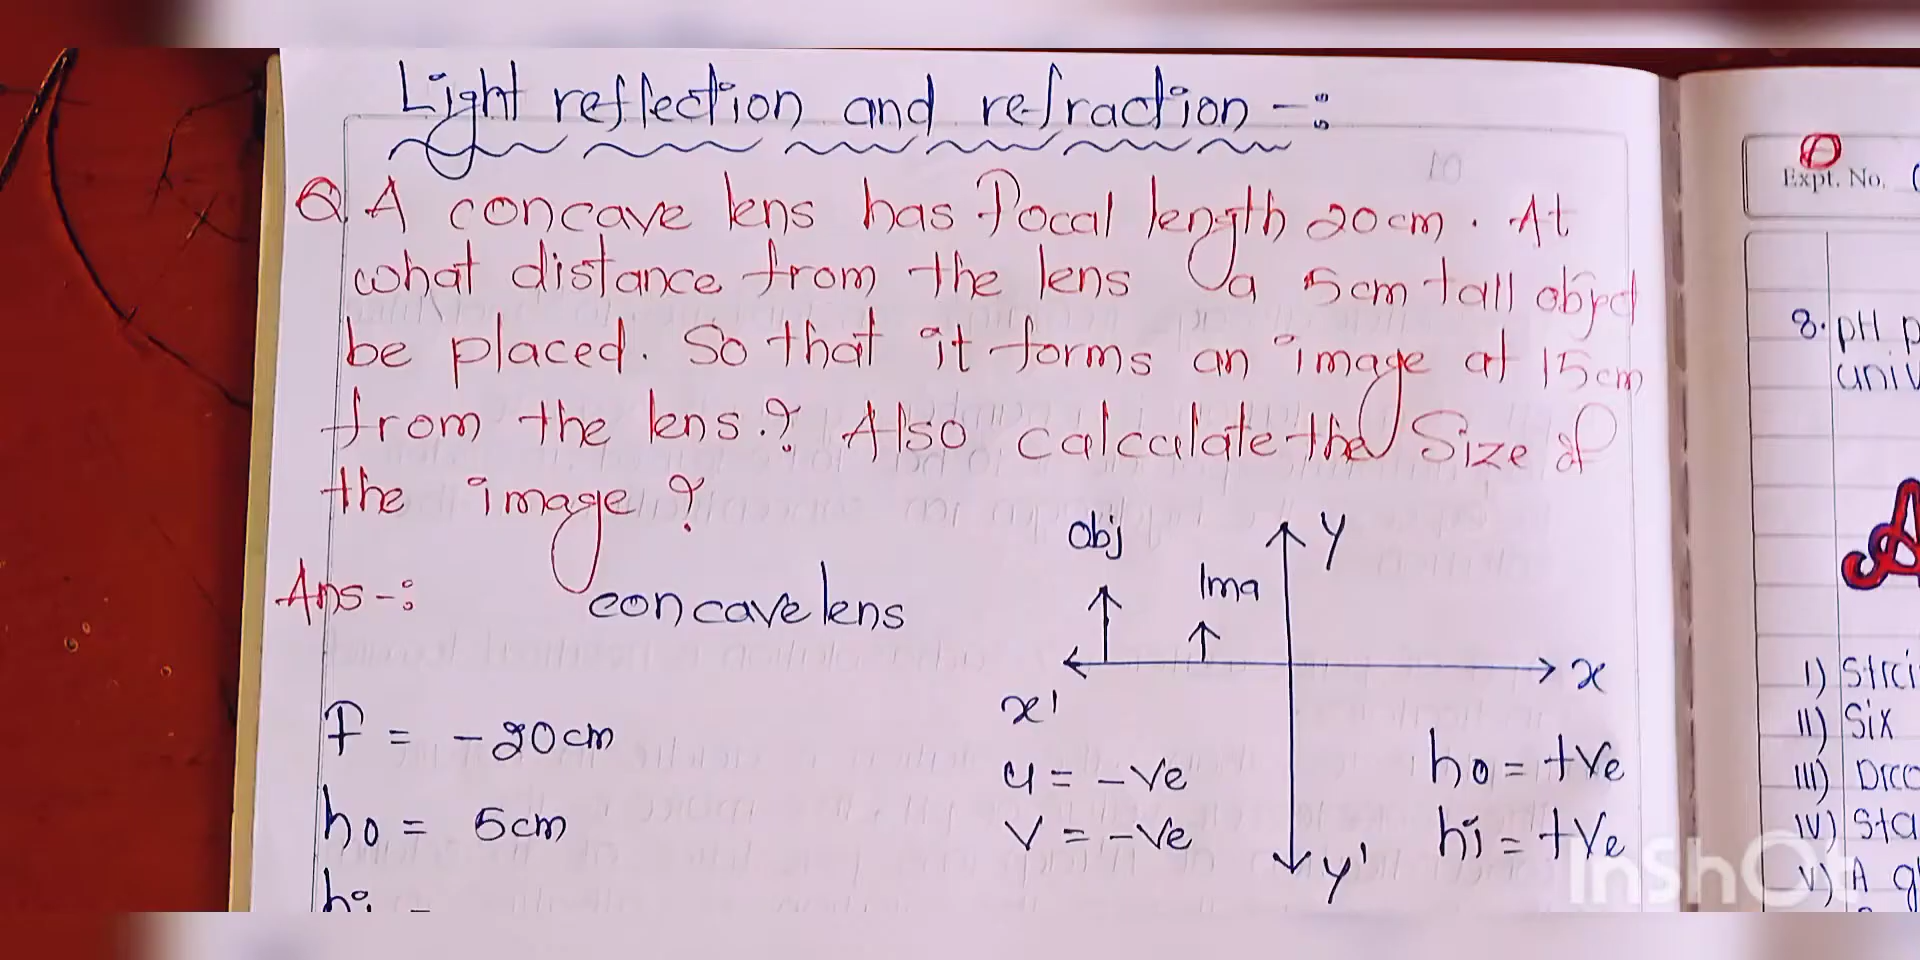 Light reflection and refraction -:
10
Q. A concave lens has focal length 20cm. At
what distance from the lens a 5cm tall object
be placed. So that it forms an image at 15cm
from the lens.? Also calculate the Size of
the image?
Ans-: concave lens
Obj
Ima
Y
x
x'
Y'
f = -20cm
ho = 5cm
hi =
u = -Ve
v = -Ve
ho = +Ve
hi = +Ve
InShOt
Expt. No.
8. pH p
univ
A
I)
II) Six
III)
IV) Sta
V) A g